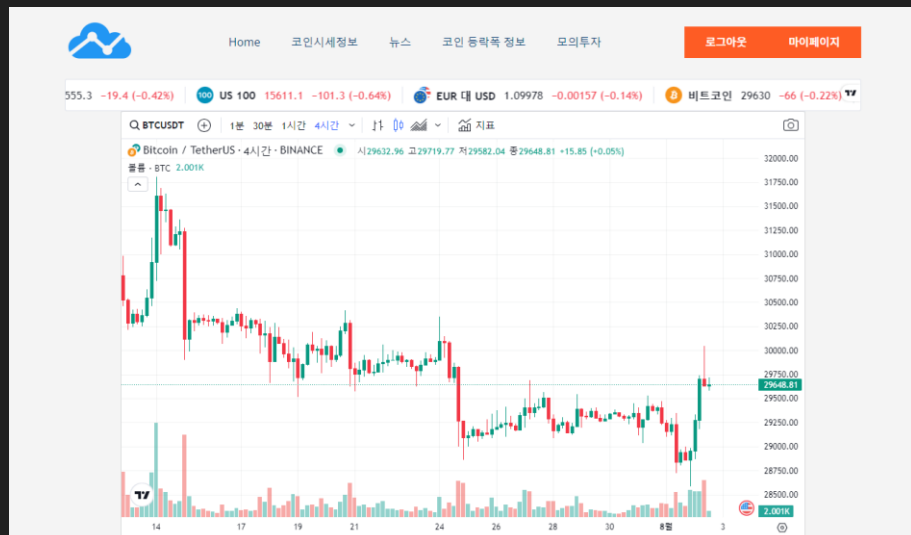 Home 코인시세정보 뉴스 코인 등락폭 정보 모의투자 로그아웃 마이페이지
555.3 −19.4 (−0.42%) 100 US 100 15611.1 −101.3 (−0.64%) EUR 대 USD 1.09978 −0.00157 (−0.14%) 비트코인 29630 −66 (−0.22%)
BTCUSDT 1분 30분 1시간 4시간 지표
Bitcoin / TetherUS · 4시간 · BINANCE 시29632.96 고29719.77 저29582.04 종29648.81 +15.85 (+0.05%)
볼륨 · BTC 2.001K
32000.00
31750.00
31500.00
31250.00
31000.00
30750.00
30500.00
30250.00
30000.00
29750.00
29648.81
29500.00
29250.00
29000.00
28750.00
28500.00
2.001K
14 17 19 21 24 26 28 30 8월 3